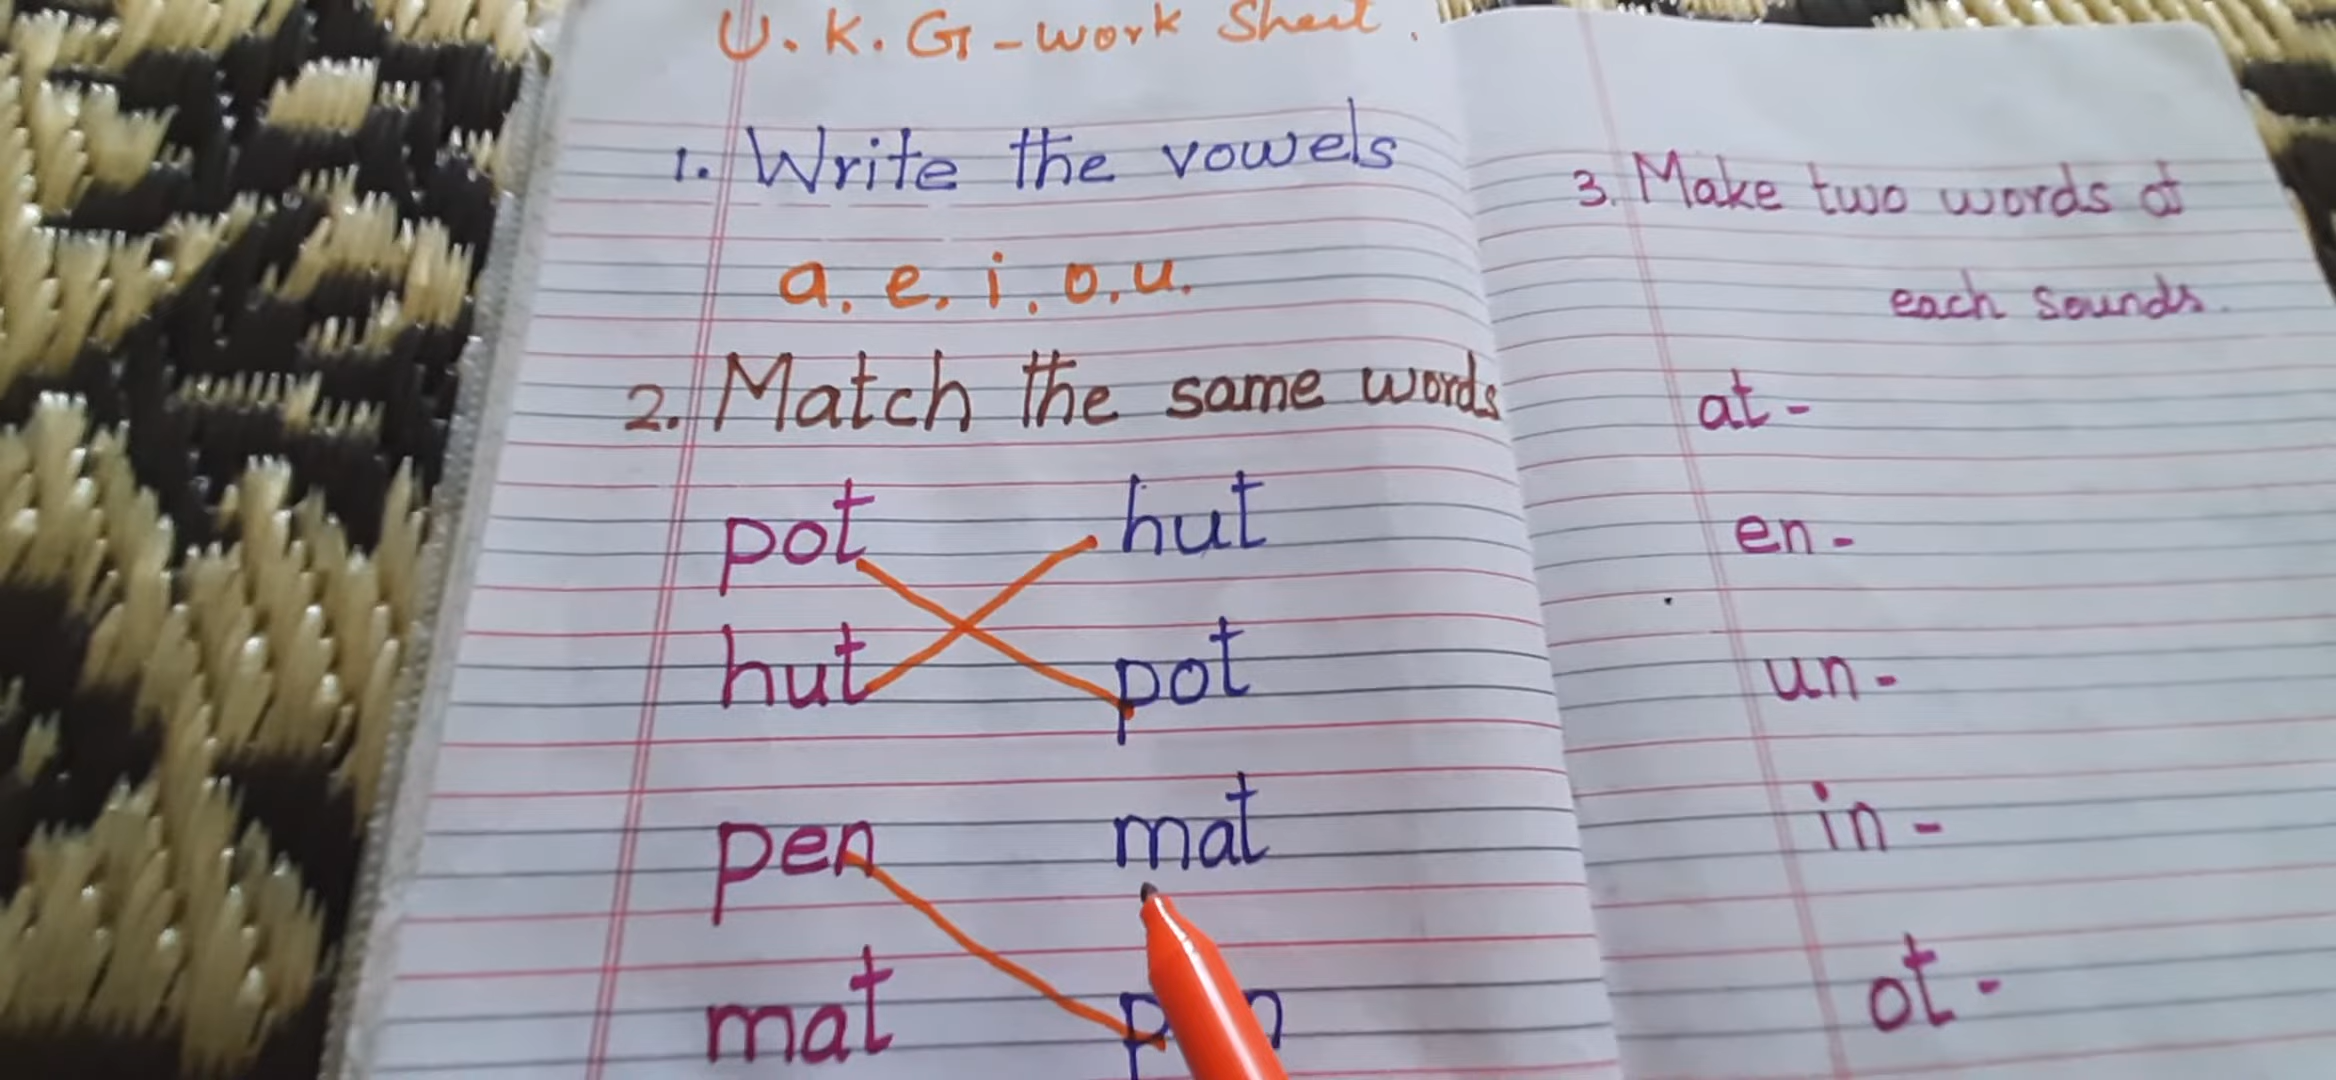 U. K. G - Work Sheet.
1. Write the vowels
a. e. i. o. u.
2. Match the same words
pot hut
hut pot
pen mat
mat
3. Make two words at
each sounds.
at -
en -
un -
in -
ot -